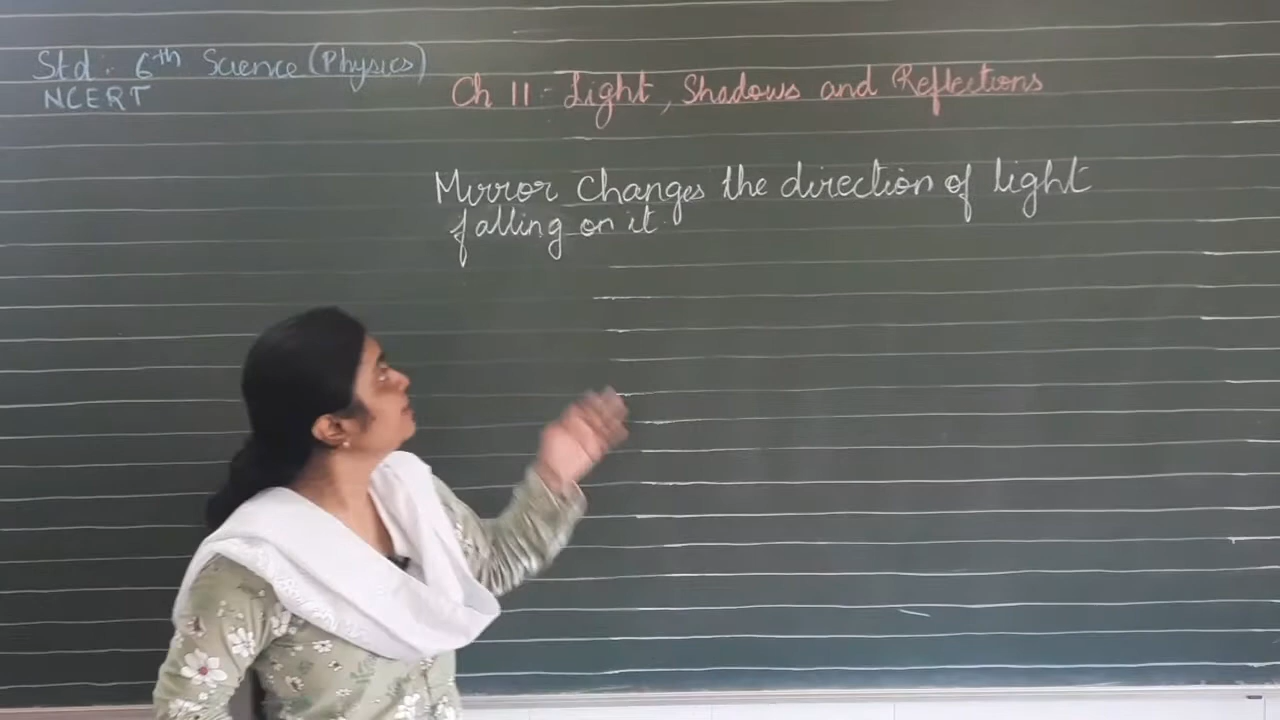 Std:- 6th Science (Physics)
NCERT
Ch 11:- Light, Shadows and Reflections
Mirror changes the direction of light
falling on it.